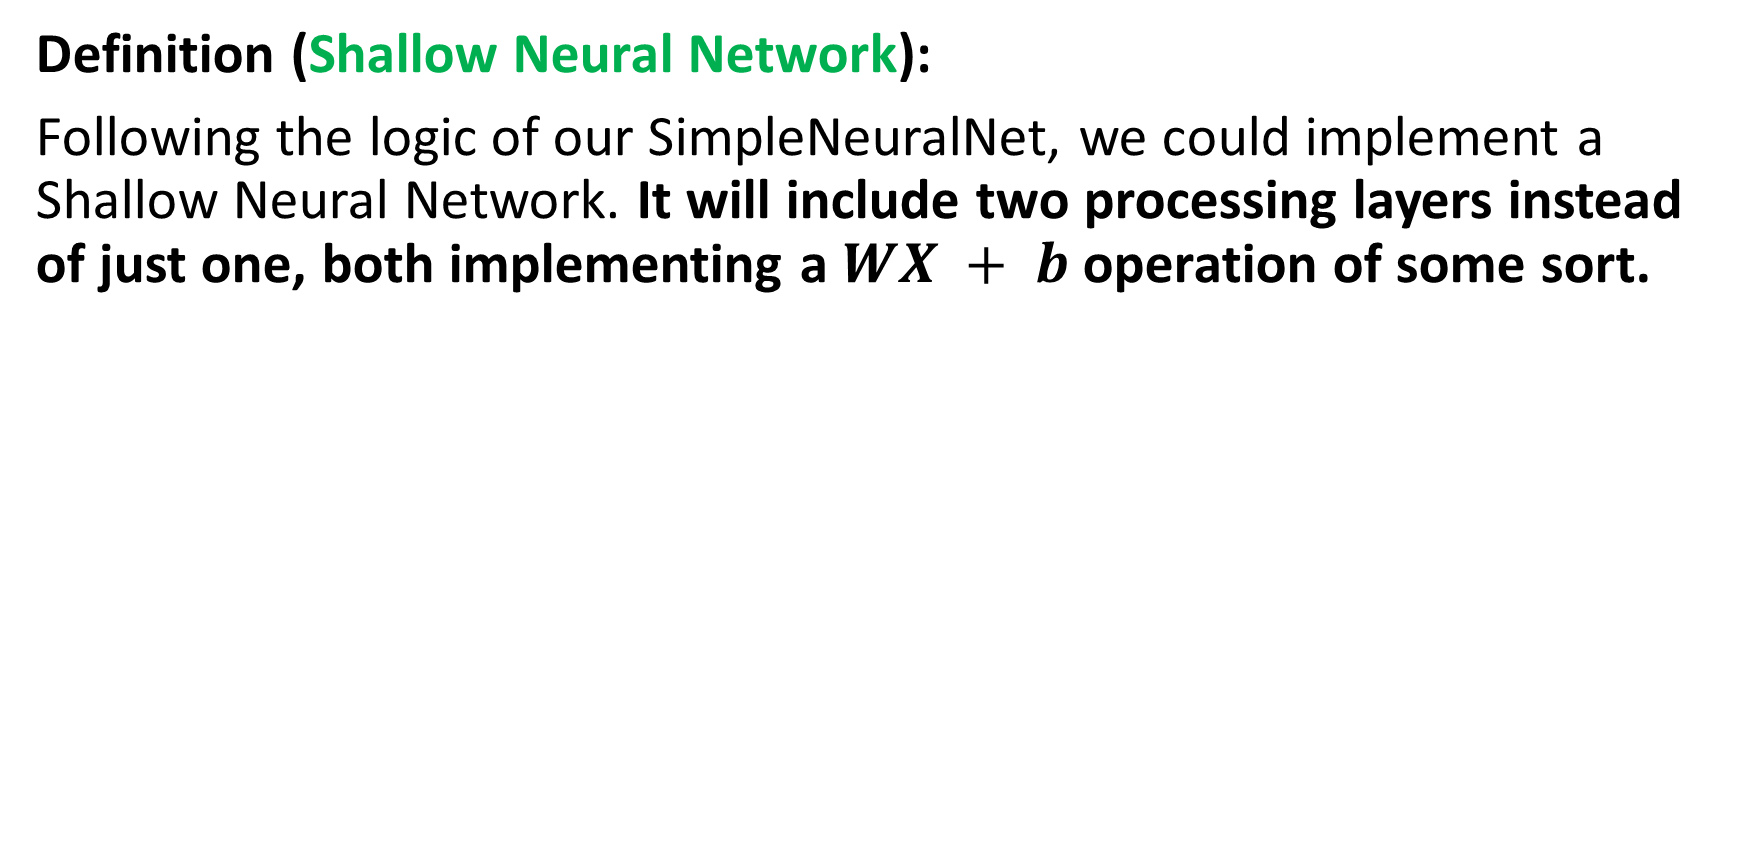 Definition (Shallow Neural Network):
Following the logic of our SimpleNeuralNet, we could implement a
Shallow Neural Network. It will include two processing layers instead
of just one, both implementing a WX + b operation of some sort.